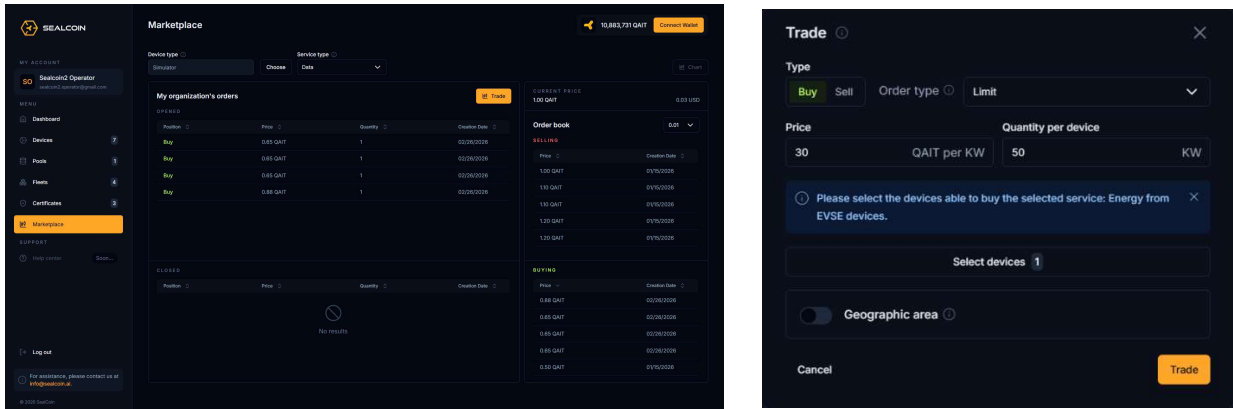 SEALCOIN
MY ACCOUNT
SO
Sealcoin2 Operator
sealcoin2.operator@gmail.com
MENU
Dashboard
Devices 7
Pools 1
Fleets 4
Certificates 3
Marketplace
SUPPORT
Help center Soon...
Log out
For assistance, please contact us at
info@sealcoin.ai.
© 2026 SealCoin
Marketplace
10,883,731 QAIT Connect Wallet
Device type Service type
Simulator Choose Data
Chart
My organization's orders Trade
OPENED
Position Price Quantity Creation Date
Buy 0.65 QAIT 1 02/26/2026
Buy 0.65 QAIT 1 02/26/2026
Buy 0.65 QAIT 1 02/26/2026
Buy 0.88 QAIT 1 02/26/2026
CLOSED
Position Price Quantity Creation Date
No results
CURRENT PRICE
1.00 QAIT 0.03 USD
Order book 0.01
SELLING
Price Creation Date
1.00 QAIT 01/15/2026
1.10 QAIT 01/15/2026
1.10 QAIT 01/15/2026
1.20 QAIT 01/15/2026
1.20 QAIT 01/15/2026
BUYING
Price Creation Date
0.88 QAIT 02/26/2026
0.65 QAIT 02/26/2026
0.65 QAIT 02/26/2026
0.65 QAIT 02/26/2026
0.50 QAIT 01/15/2026
Trade
Type
Buy Sell Order type Limit
Price Quantity per device
30 QAIT per KW 50 KW
Please select the devices able to buy the selected service: Energy from
EVSE devices.
Select devices 1
Geographic area
Cancel Trade